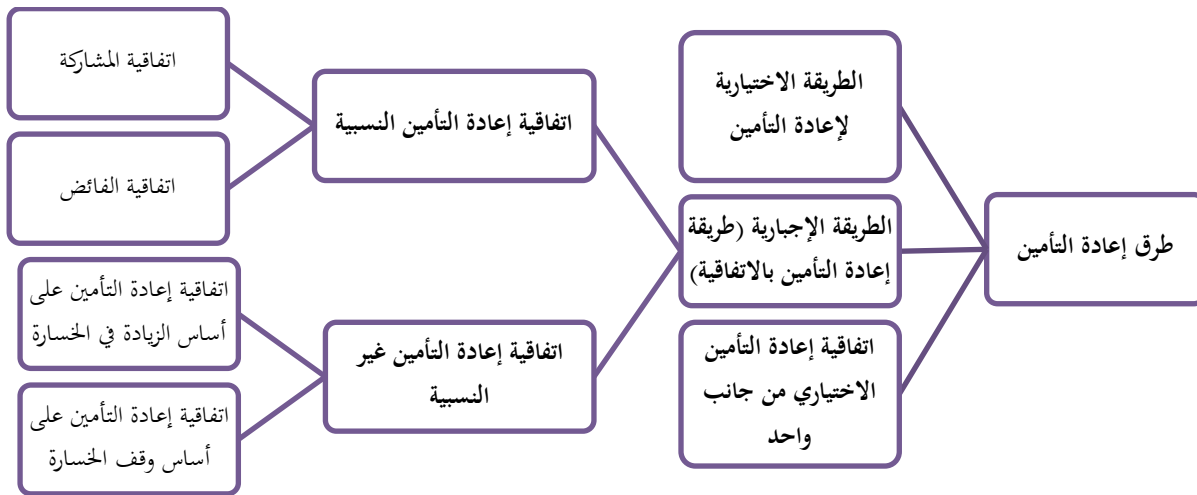 طرق إعادة التأمين
الطريقة الاختيارية
لإعادة التأمين
الطريقة الإجبارية (طريقة
إعادة التأمين بالاتفاقية)
اتفاقية إعادة التأمين
الاختياري من جانب
واحد
اتفاقية إعادة التأمين النسبية
اتفاقية إعادة التأمين غير
النسبية
اتفاقية المشاركة
اتفاقية الفائض
اتفاقية إعادة التأمين على
أساس الزيادة في الخسارة
اتفاقية إعادة التأمين على
أساس وقف الخسارة